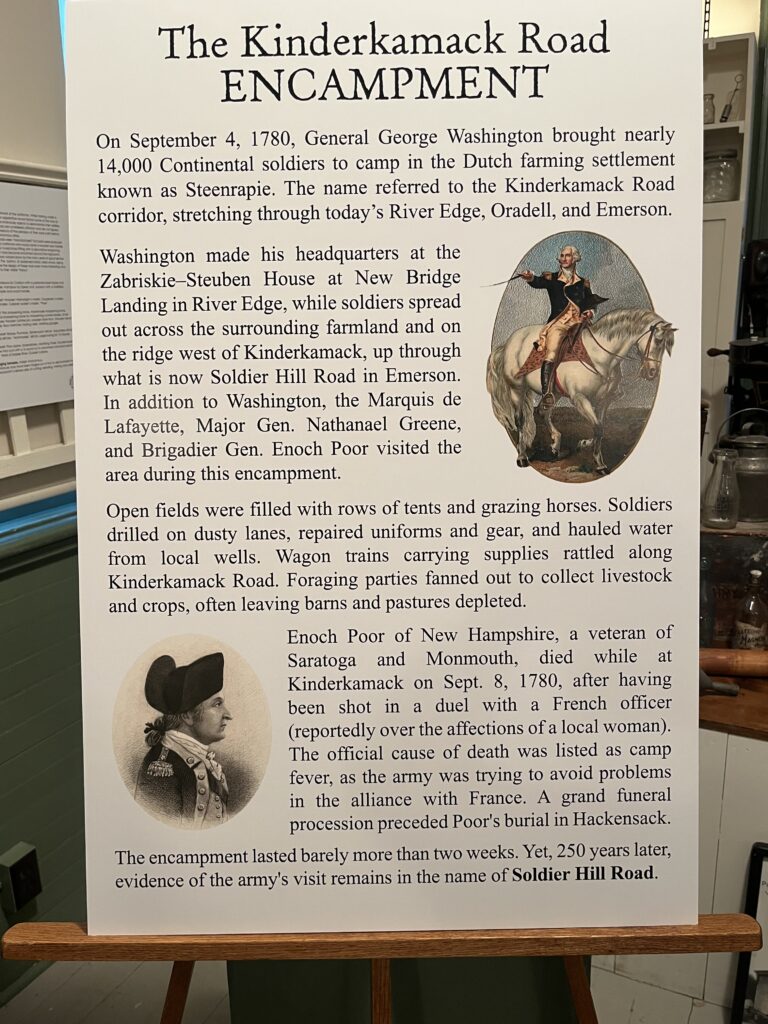 The Kinderkamack Road
ENCAMPMENT
On September 4, 1780, General George Washington brought nearly
14,000 Continental soldiers to camp in the Dutch farming settlement
known as Steenrapie. The name referred to the Kinderkamack Road
corridor, stretching through today's River Edge, Oradell, and Emerson.
Washington made his headquarters at the
Zabriskie–Steuben House at New Bridge
Landing in River Edge, while soldiers spread
out across the surrounding farmland and on
the ridge west of Kinderkamack, up through
what is now Soldier Hill Road in Emerson.
In addition to Washington, the Marquis de
Lafayette, Major Gen. Nathanael Greene,
and Brigadier Gen. Enoch Poor visited the
area during this encampment.
Open fields were filled with rows of tents and grazing horses. Soldiers
drilled on dusty lanes, repaired uniforms and gear, and hauled water
from local wells. Wagon trains carrying supplies rattled along
Kinderkamack Road. Foraging parties fanned out to collect livestock
and crops, often leaving barns and pastures depleted.
Enoch Poor of New Hampshire, a veteran of
Saratoga and Monmouth, died while at
Kinderkamack on Sept. 8, 1780, after having
been shot in a duel with a French officer
(reportedly over the affections of a local woman).
The official cause of death was listed as camp
fever, as the army was trying to avoid problems
in the alliance with France. A grand funeral
procession preceded Poor's burial in Hackensack.
The encampment lasted barely more than two weeks. Yet, 250 years later,
evidence of the army's visit remains in the name of Soldier Hill Road.